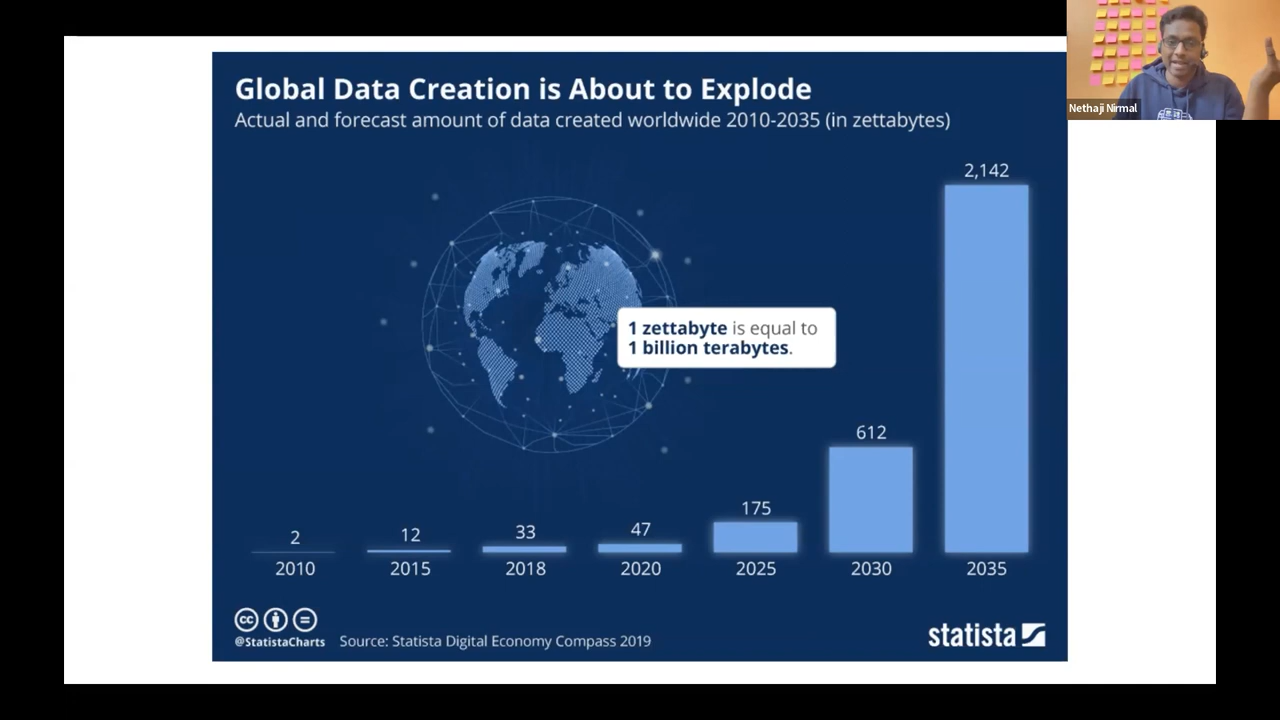 Global Data Creation is About to Explode
Actual and forecast amount of data created worldwide 2010-2035 (in zettabytes)
Nethaji Nirmal
2,142
1 zettabyte is equal to
1 billion terabytes.
612
175
47
33
12
2
2010 2015 2018 2020 2025 2030 2035
cc
@StatistaCharts Source: Statista Digital Economy Compass 2019
statista